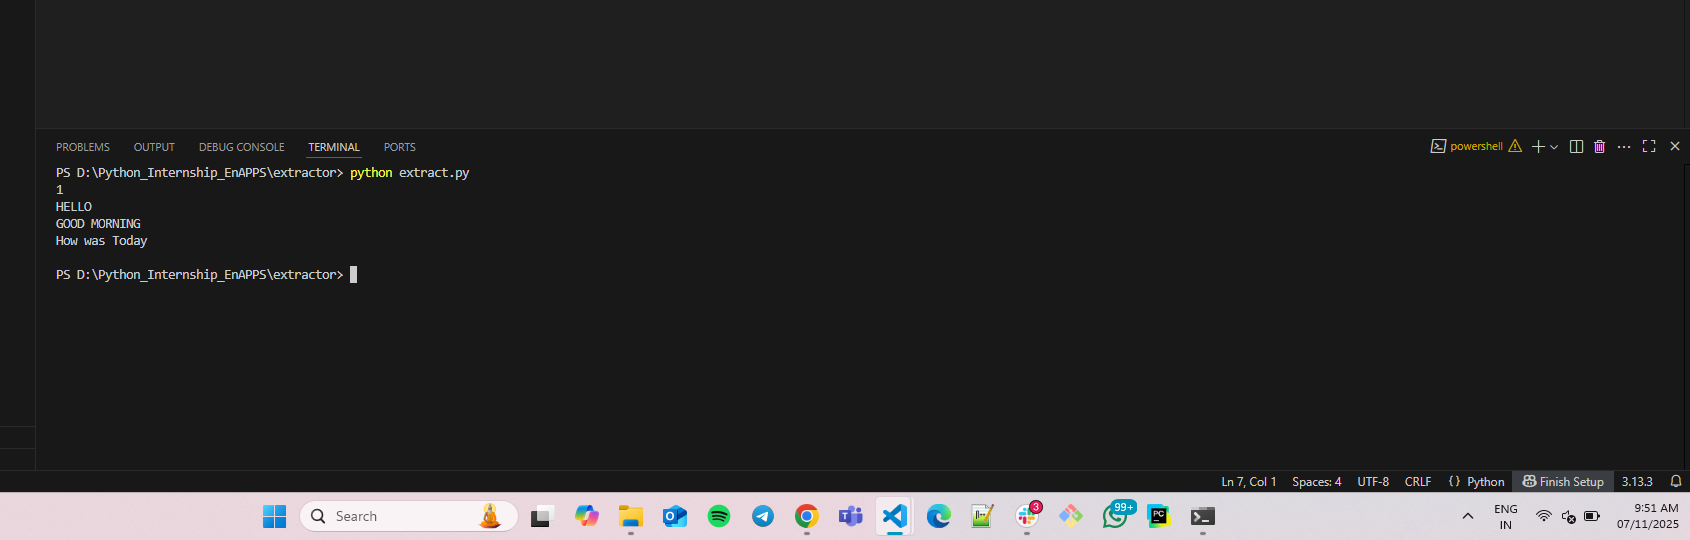 PROBLEMS OUTPUT DEBUG CONSOLE TERMINAL PORTS powershell
PS D:\Python_Internship_EnAPPS\extractor> python extract.py
1
HELLO
GOOD MORNING
How was Today
PS D:\Python_Internship_EnAPPS\extractor>
Ln 7, Col 1 Spaces: 4 UTF-8 CRLF {} Python Finish Setup 3.13.3
Search 3 99+ PC ENG 9:51 AM
IN 07/11/2025